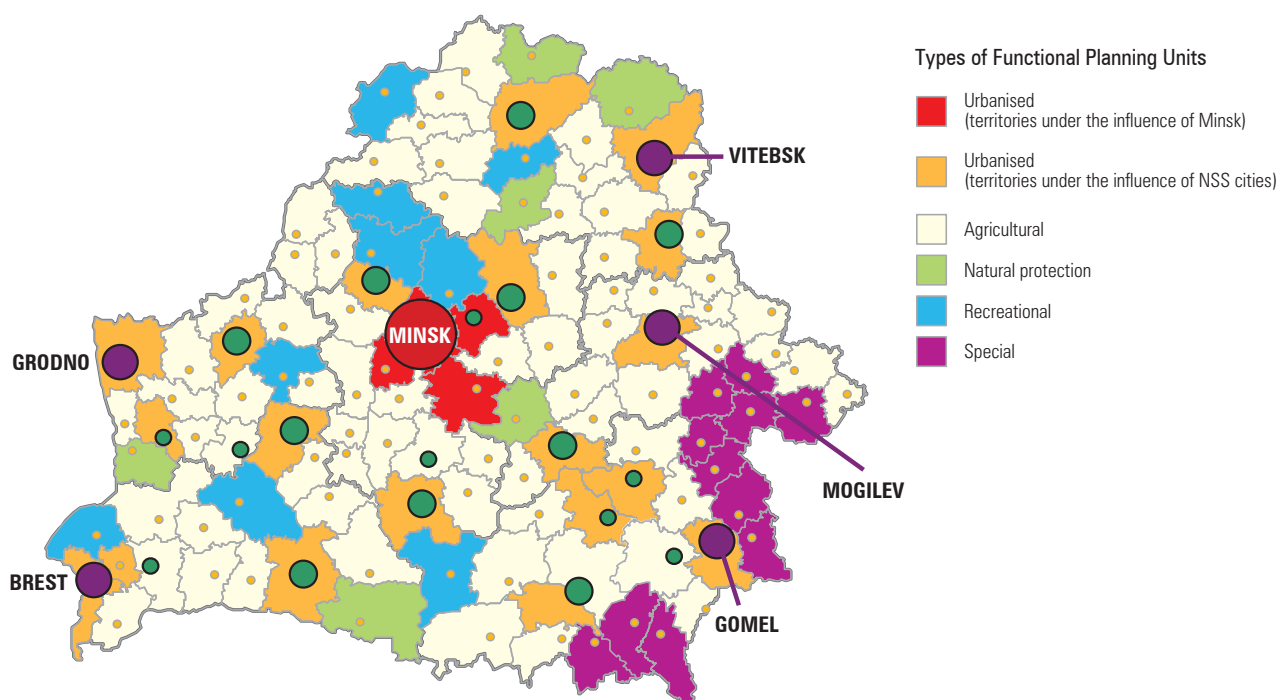 Types of Functional Planning Units
Urbanised
(territories under the influence of Minsk)
Urbanised
(territories under the influence of NSS cities)
Agricultural
Natural protection
Recreational
Special
VITEBSK
MINSK
GRODNO
MOGILEV
BREST
GOMEL